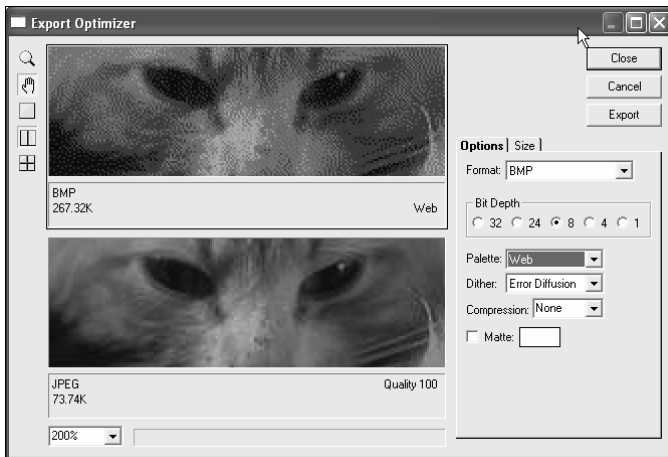 Export Optimizer
Close
Cancel
Export
BMP
267.32K
Web
Options
Size
Format: BMP
Bit Depth
32 24 8 4 1
Palette: Web
Dither: Error Diffusion
Compression: None
Matte:
JPEG
73.74K
Quality 100
200%